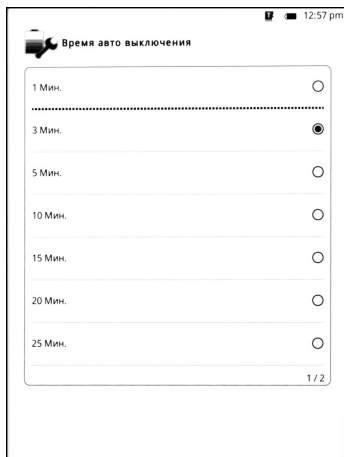 12:57 pm
Время авто выключения
1 Мин.
3 Мин.
5 Мин.
10 Мин.
15 Мин.
20 Мин.
25 Мин.
1 / 2